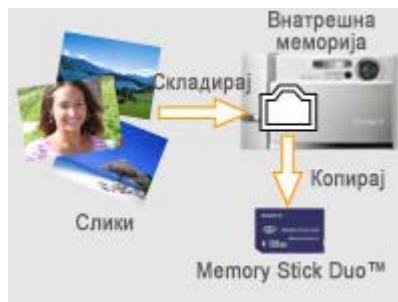 Внатрешна
меморија
Складирај
Копирај
Слики
Memory Stick Duo™